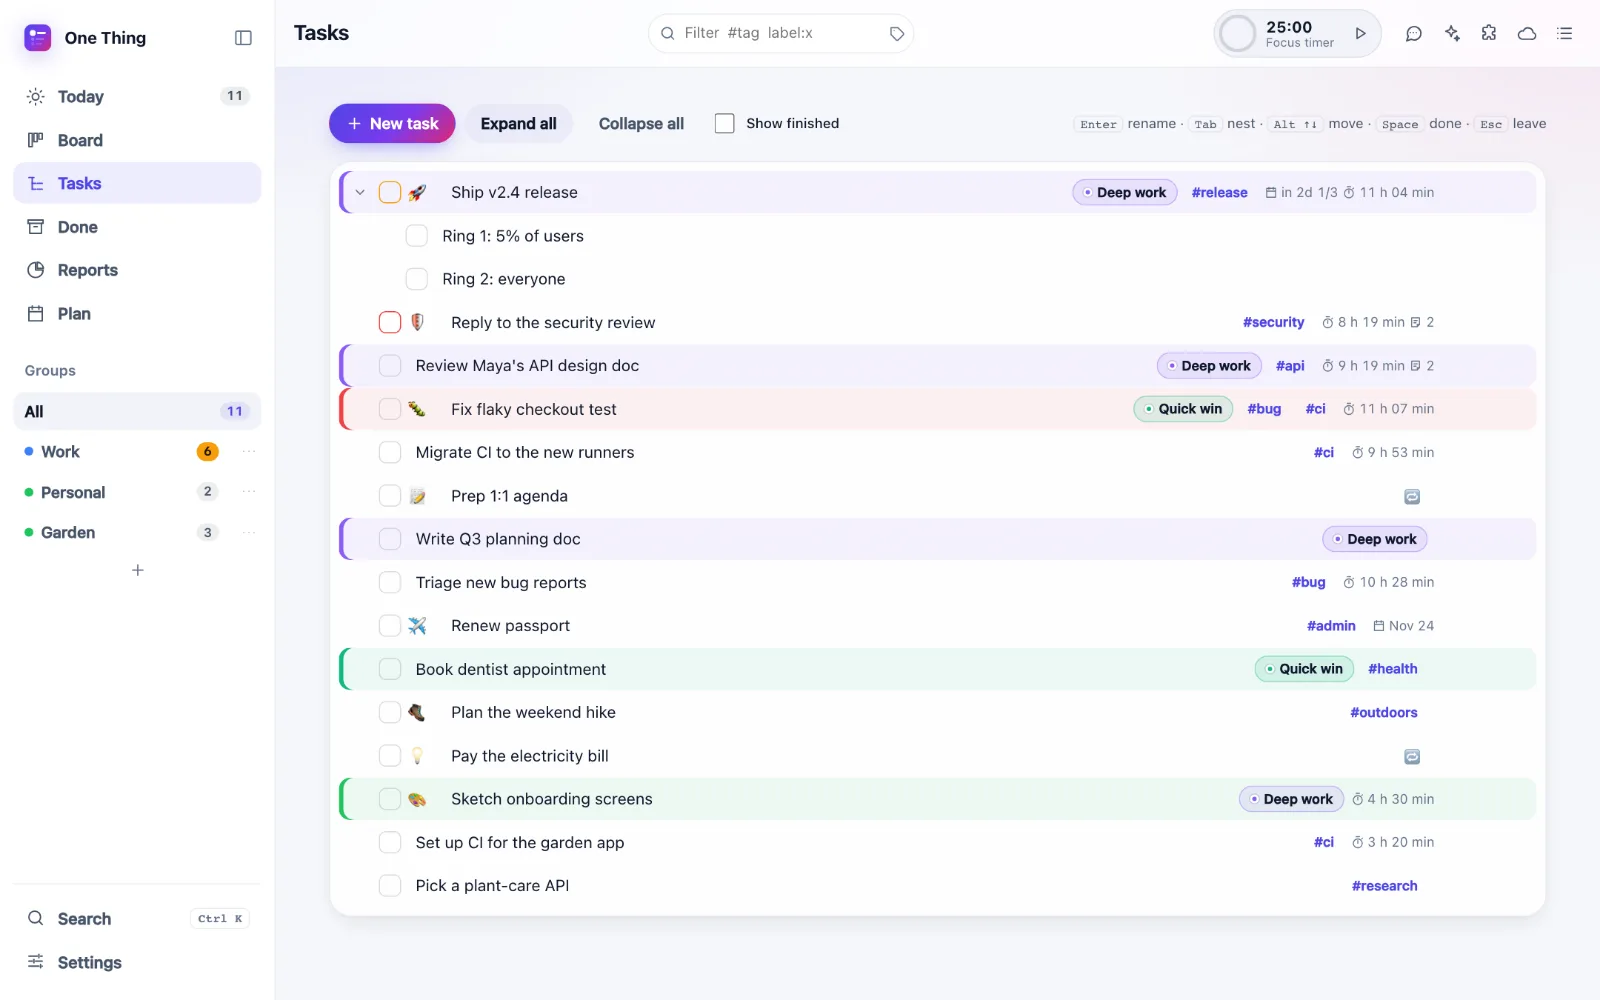 One Thing
Today 11
Board
Tasks
Done
Reports
Plan
Groups
All 11
Work 6
Personal 2
Garden 3
Search Ctrl K
Settings
Tasks
Filter #tag label:x
25:00
Focus timer
New task Expand all Collapse all Show finished
Enter rename · Tab nest · Alt ↑↓ move · Space done · Esc leave
Ship v2.4 release Deep work #release in 2d 1/3 11 h 04 min
Ring 1: 5% of users
Ring 2: everyone
Reply to the security review #security 8 h 19 min 2
Review Maya's API design doc Deep work #api 9 h 19 min 2
Fix flaky checkout test Quick win #bug #ci 11 h 07 min
Migrate CI to the new runners #ci 9 h 53 min
Prep 1:1 agenda
Write Q3 planning doc Deep work
Triage new bug reports #bug 10 h 28 min
Renew passport #admin Nov 24
Book dentist appointment Quick win #health
Plan the weekend hike #outdoors
Pay the electricity bill
Sketch onboarding screens Deep work 4 h 30 min
Set up CI for the garden app #ci 3 h 20 min
Pick a plant-care API #research